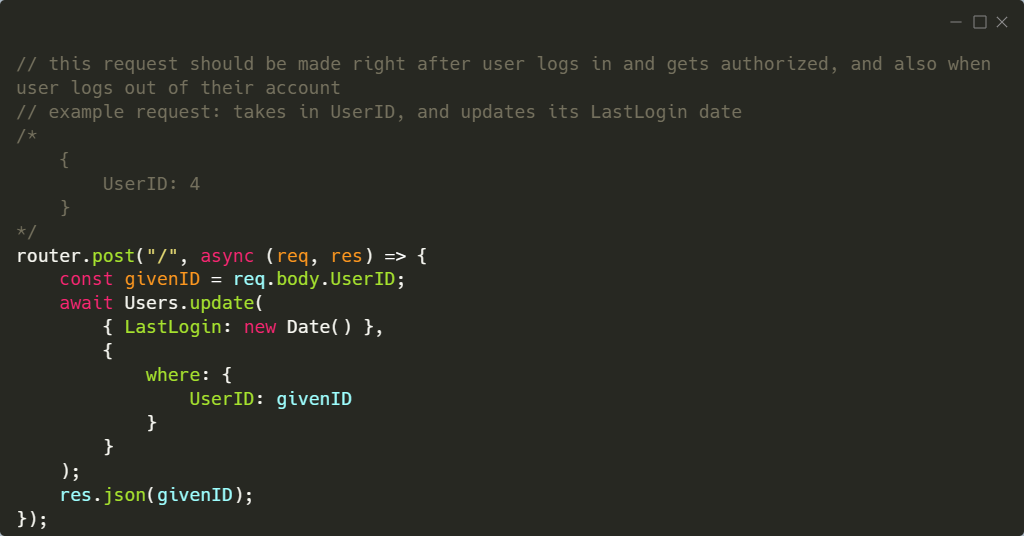 // this request should be made right after user logs in and gets authorized, and also when
user logs out of their account
// example request: takes in UserID, and updates its LastLogin date
/*
    {
        UserID: 4
    }
*/
router.post("/", async (req, res) => {
    const givenID = req.body.UserID;
    await Users.update(
        { LastLogin: new Date() },
        {
            where: {
                UserID: givenID
            }
        }
    );
    res.json(givenID);
});